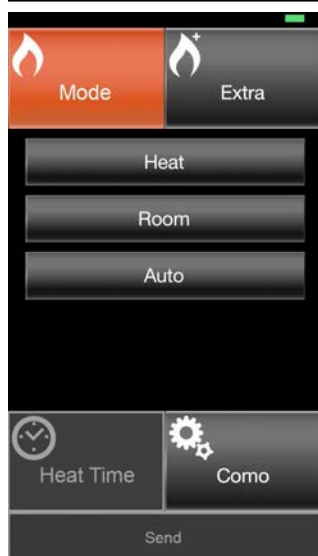 Mode Extra
Heat
Room
Auto
Heat Time Como
Send